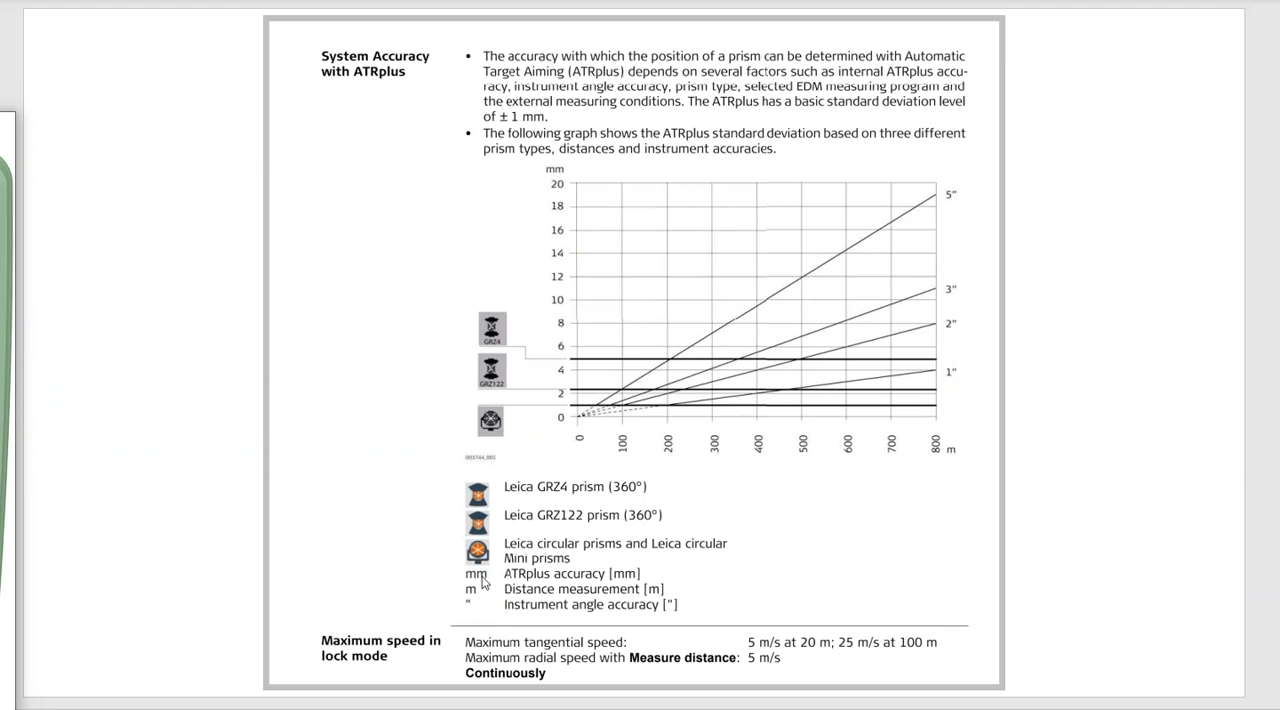 System Accuracy
with ATRplus
• The accuracy with which the position of a prism can be determined with Automatic
Target Aiming (ATRplus) depends on several factors such as internal ATRplus accu-
racy, instrument angle accuracy, prism type, selected EDM measuring program and
the external measuring conditions. The ATRplus has a basic standard deviation level
of ± 1 mm.
• The following graph shows the ATRplus standard deviation based on three different
prism types, distances and instrument accuracies.
mm
20
18
16
14
12
10
8
6
4
2
0
5"
3"
2"
1"
GRZ4
GRZ122
0 100 200 300 400 500 600 700 800 m
003744_001
Leica GRZ4 prism (360°)
Leica GRZ122 prism (360°)
Leica circular prisms and Leica circular
Mini prisms
mm ATRplus accuracy [mm]
m Distance measurement [m]
" Instrument angle accuracy ["]
Maximum speed in
lock mode
Maximum tangential speed: 5 m/s at 20 m; 25 m/s at 100 m
Maximum radial speed with Measure distance: 5 m/s
Continuously